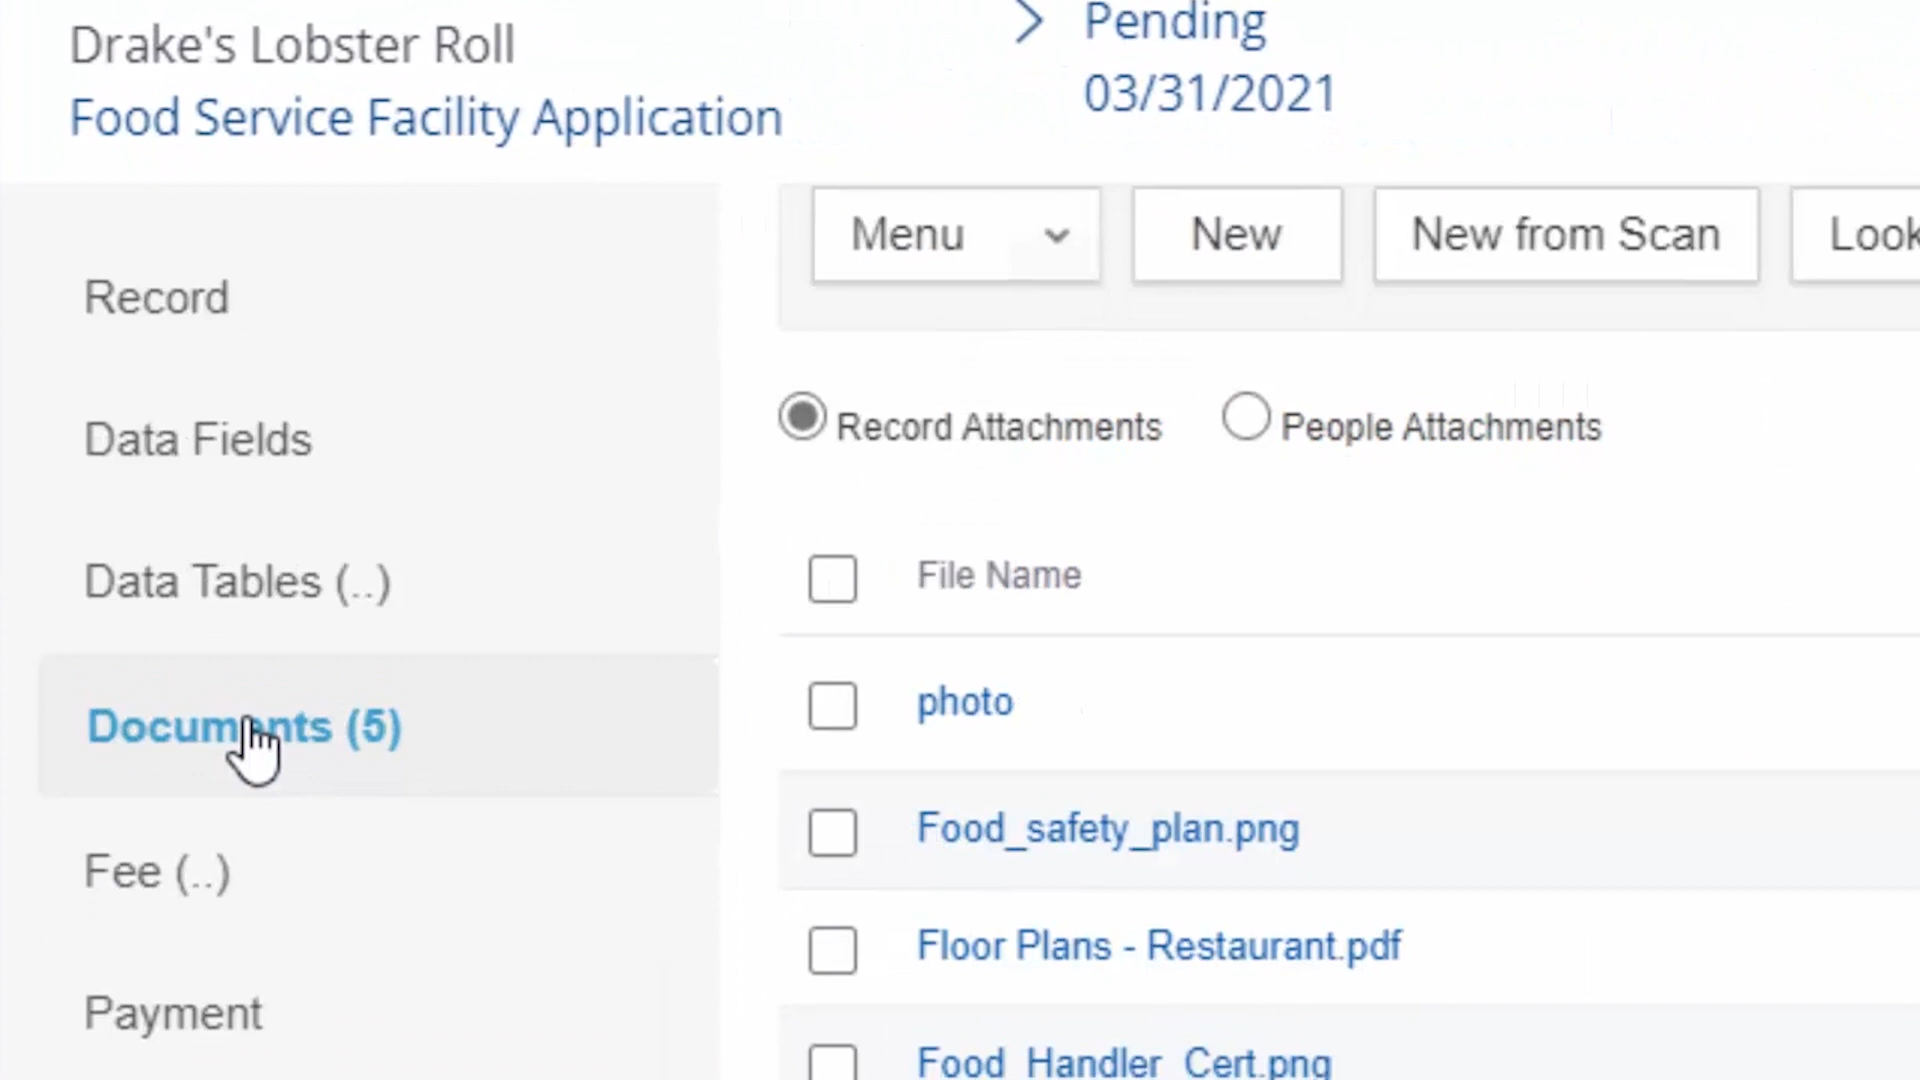 Drake's Lobster Roll
Food Service Facility Application
Pending
03/31/2021
Record
Data Fields
Data Tables (..)
Documents (5)
Fee (..)
Payment
Menu
New
New from Scan
Look
Record Attachments
People Attachments
File Name
photo
Food_safety_plan.png
Floor Plans - Restaurant.pdf
Food_Handler_Cert.png